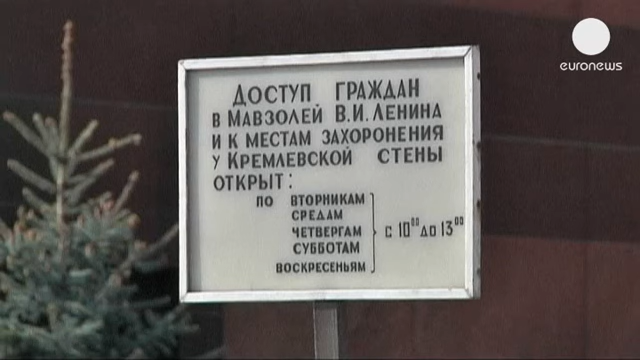 euronews
ДОСТУП ГРАЖДАН
В МАВЗОЛЕЙ В.И. ЛЕНИНА
И К МЕСТАМ ЗАХОРОНЕНИЯ
У КРЕМЛЕВСКОЙ СТЕНЫ
ОТКРЫТ:
ПО ВТОРНИКАМ
СРЕДАМ
ЧЕТВЕРГАМ С 10⁰⁰ ДО 13⁰⁰
СУББОТАМ
ВОСКРЕСЕНЬЯМ